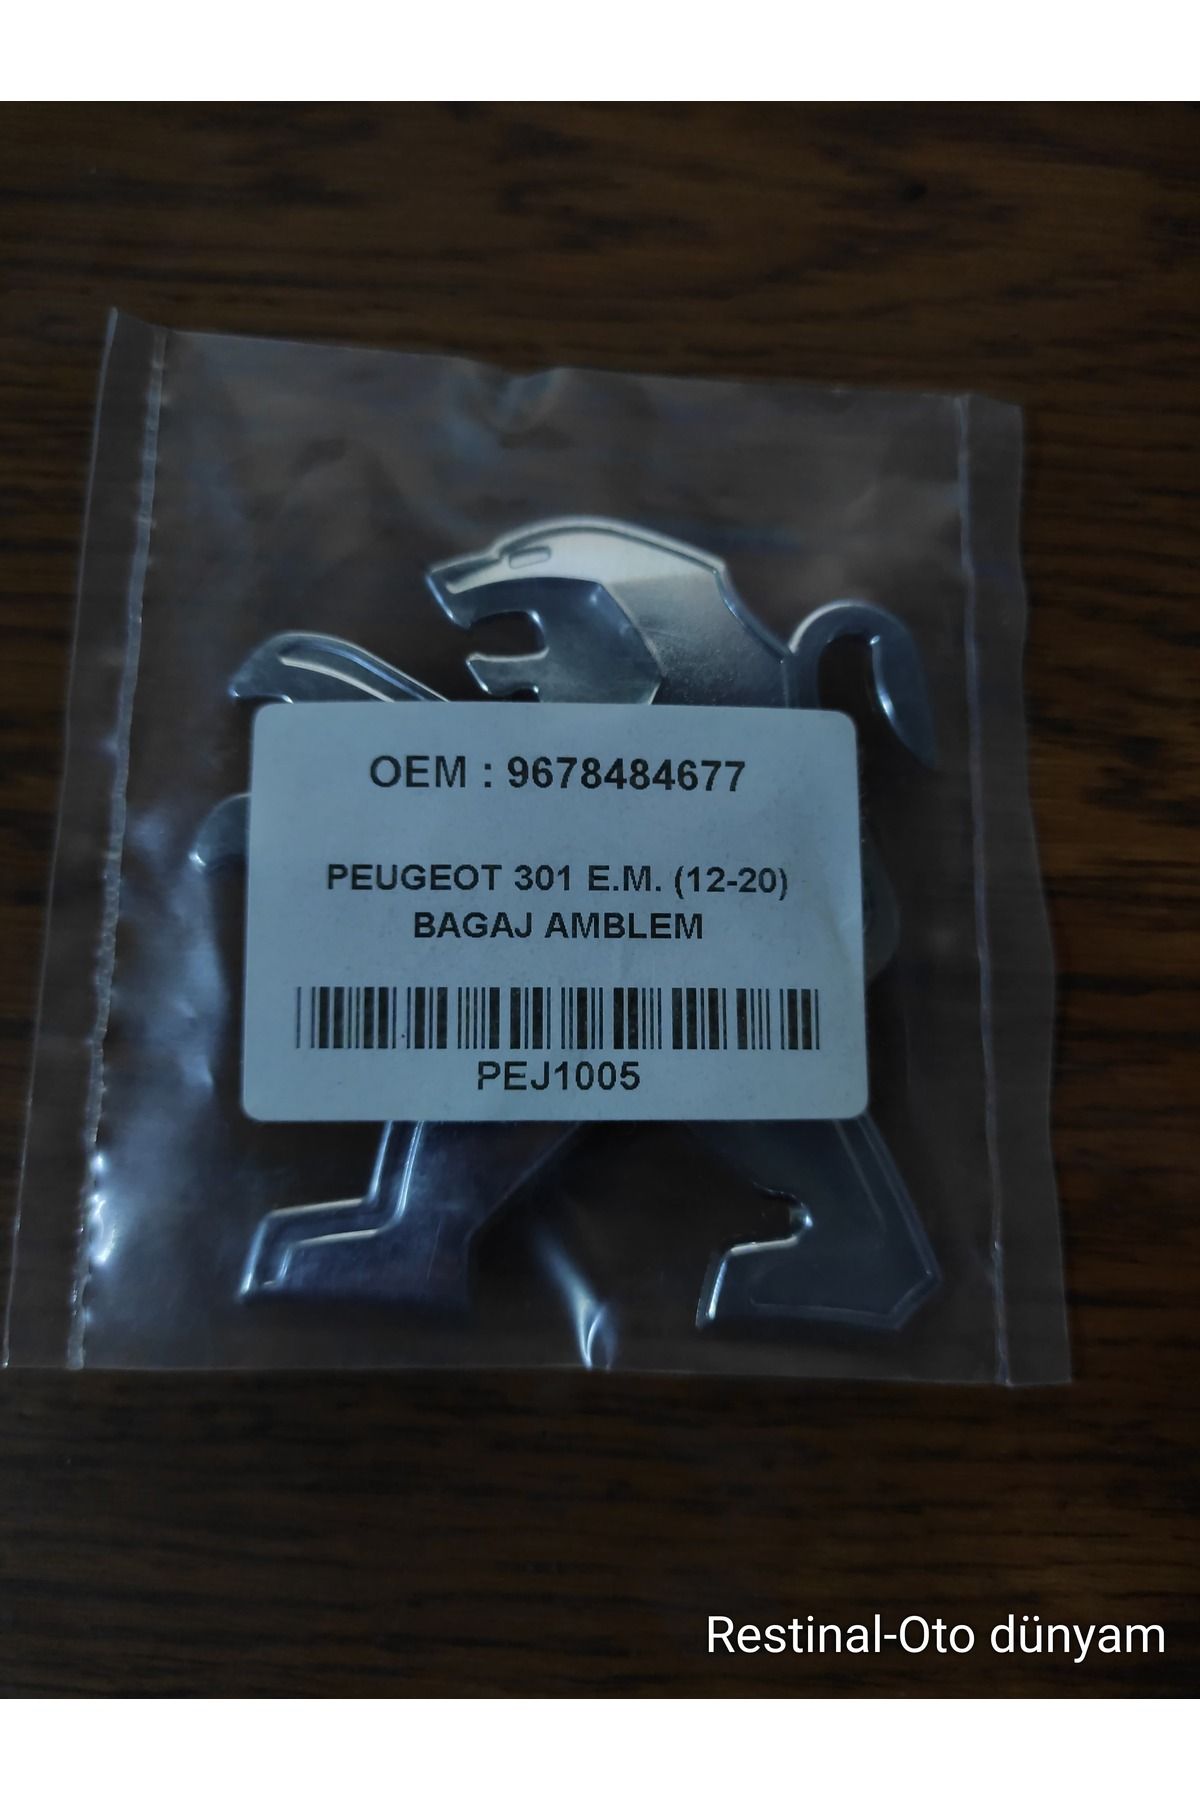 OEM : 9678484677
PEUGEOT 301 E.M. (12-20)
BAGAJ AMBLEM
PEJ1005
Restinal-Oto dünyam